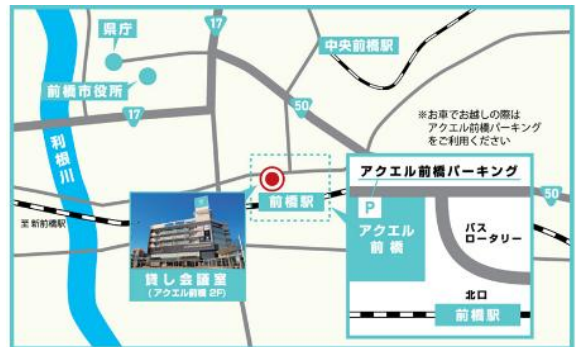 17
県庁
中央前橋駅
前橋市役所
50
17
※お車でお越しの際は
アクエル前橋パーキング
をご利用ください
利根川
アクエル前橋パーキング
前橋駅
50
P
アクエル
前橋
バス
ロータリー
至 新前橋駅
貸し会議室
(アクエル前橋 2F)
北口
前橋駅